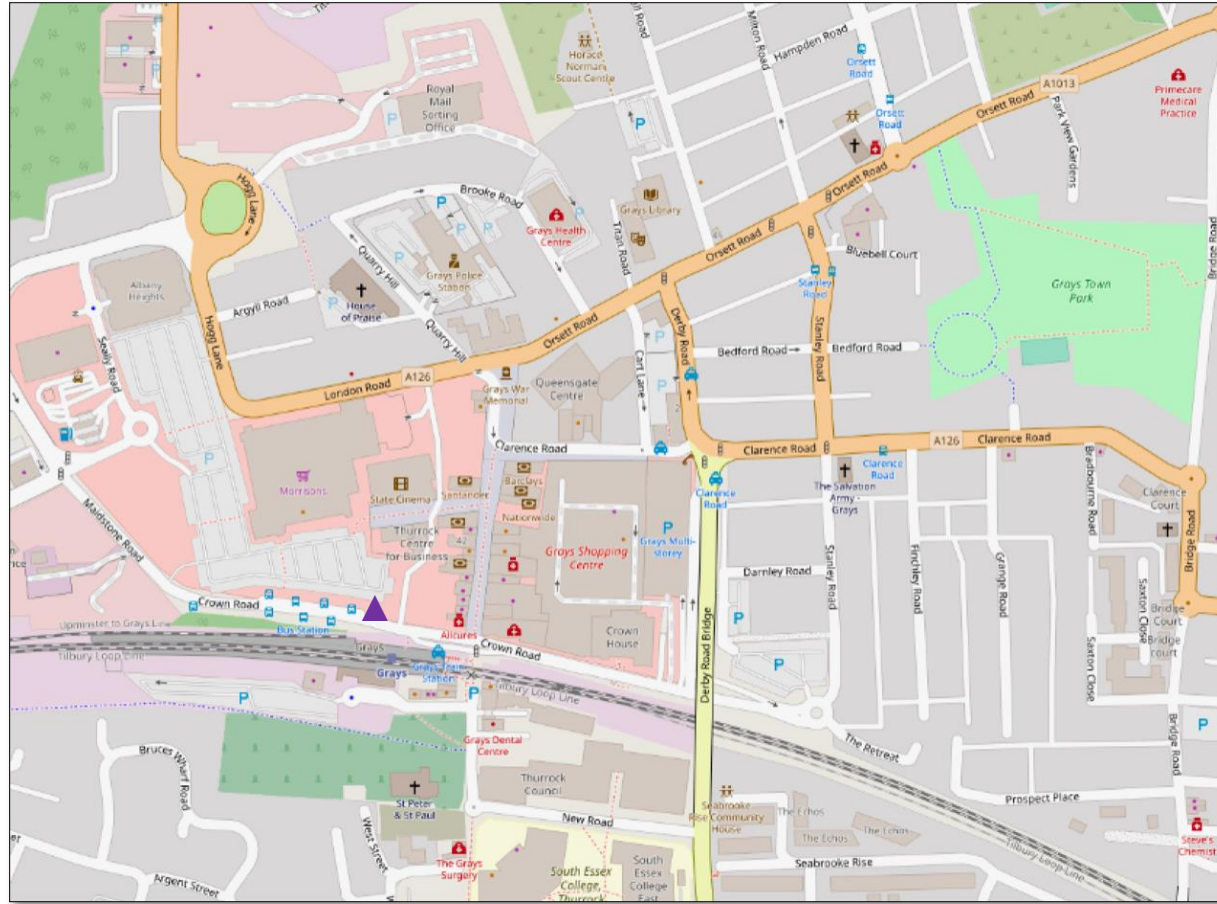 Hampden Road
Milton Road
Horace
Norman
Scout Centre
Orsett
Road
Orsett
Road
A1013
Orsett Road
Primecare
Medical
Practice
Royal
Mail
Sorting
Office
Park View Gardens
Hogg Lane
Brooke Road
Grays Health
Centre
Grays Library
Titan Road
Orsett Road
Orsett Road
Bluebell Court
Bridge Road
Quarry Hill
Grays Police
Station
Albany
Heights
Argyll Road
House
of Praise
Stanley
Road
Grays Town
Park
Seally Road
Hogg Lane
Quarry Hill
Orsett Road
Derby Road
Stanley Road
Cart Lane
Bedford Road
Bedford Road
London Road
A126
Grays War
Memorial
Queensgate
Centre
Clarence Road
Clarence Road
A126
Clarence Road
Morrisons
State Cinema
Santander
Barclays
Nationwide
Clarence
Road
The Salvation
Army -
Grays
Clarence
Road
Bradbourne Road
Clarence
Court
Maidstone Road
Thurrock
Centre
for Business
42
Grays Shopping
Centre
Grays Multi-
storey
Stanley Road
Finchley Road
Grange Road
Bridge Road
Darnley Road
Saxton Close
Crown Road
Bus Station
Allcures
Crown
House
Derby Road Bridge
Bridge
Court
Bridge
court
Upminster to Grays Line
Tilbury Loop Line
Grays
Grays
Grays Train
Station
Crown Road
Tilbury Loop Line
Saxton Close
Bruces Wharf Road
Grays Dental
Centre
The Retreat
Bridge Road
Thurrock
Council
Prospect Place
St Peter
& St Paul
New Road
Seabrooke
Rise Community
House
The Echos
The Echos
The Echos
West Street
The Grays
Surgery
Argent Street
South Essex
College,
Thurrock
South
Essex
College
East
Seabrooke Rise
Tilbury Loop Line
Steve's
Chemist